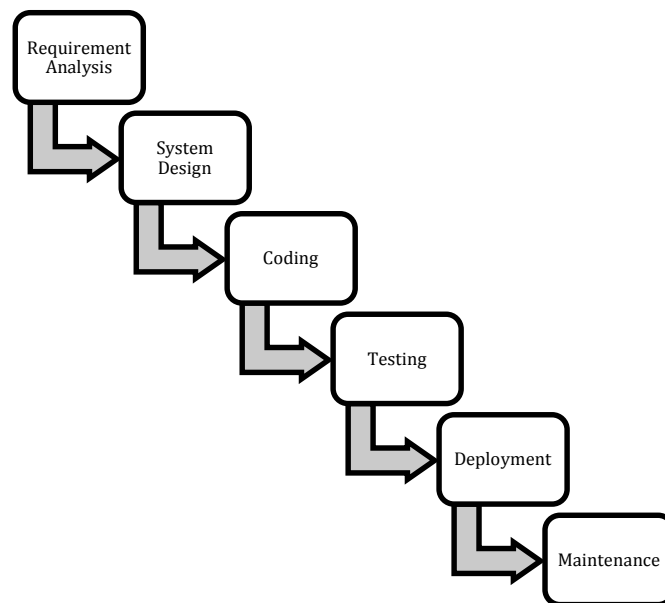 Requirement
Analysis
System
Design
Coding
Testing
Deployment
Maintenance